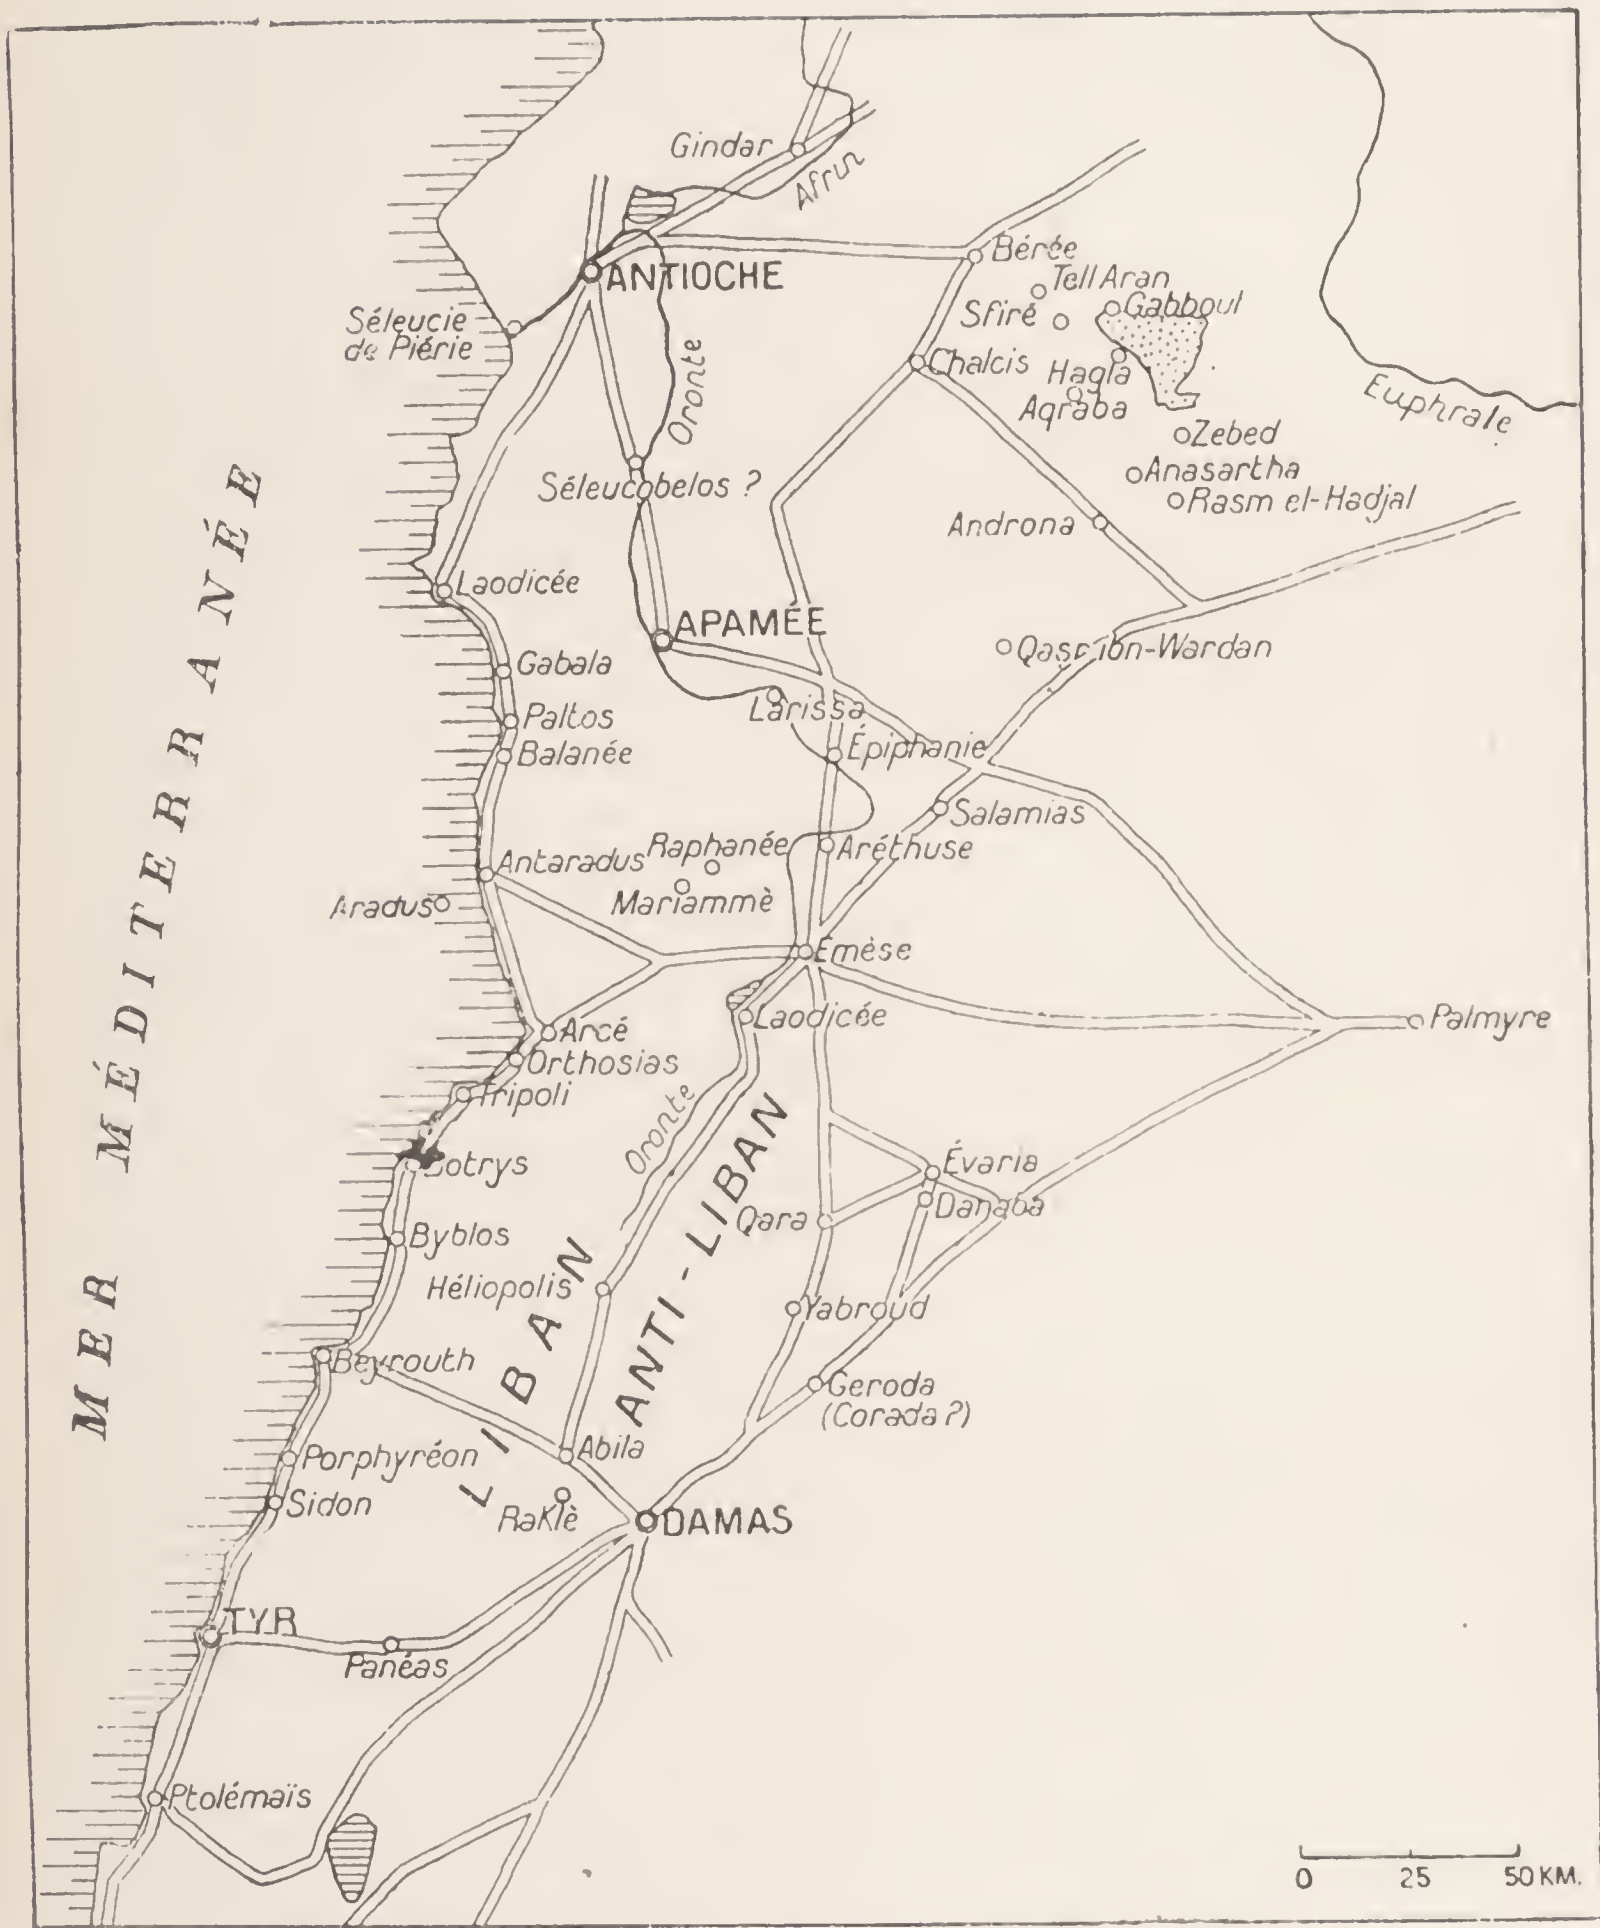 Gindar
Afrin
Bérée
ANTIOCHE
Tell Aran
Gabboul
Sfiré
Séleucie
de Piérie
Chalcis
Hagla
Oronte
Aqraba
Euphrate
Zebed
Anasartha
Séleucobelos ?
Rasm el-Hadjal
Androna
Laodicée
APAMÉE
Qasr ibn-Wardan
Gabala
Larissa
Paltos
Épiphanie
Balanée
Salamias
Raphanée
Aréthuse
Antaradus
Aradus
Mariammè
Émèse
MER MÉDITERRANÉE
Laodicée
Palmyre
Arcé
Orthosias
Tripoli
Oronte
Évaria
Danaba
Qara
Byblos
Héliopolis
LIBAN
ANTI-LIBAN
Yabroud
Beyrouth
Geroda
(Corada ?)
Abila
Porphyréon
Sidon
Raklè
DAMAS
TYR
Panéas
Ptolémaïs
0 25 50 KM.